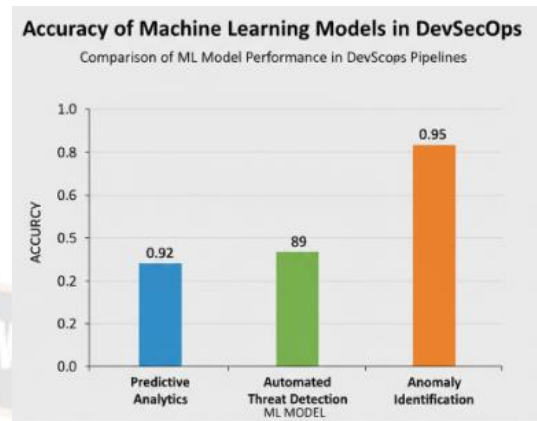 Accuracy of Machine Learning Models in DevSecOps
Comparison of ML Model Performance in DevScops Pipelines
1.0
0.8
0.6
0.5
0.2
0.2
0.0
ACCURCY
0.92
89
0.95
Predictive
Analytics
Automated
Threat Detection
Anomaly
Identification
ML MODEL